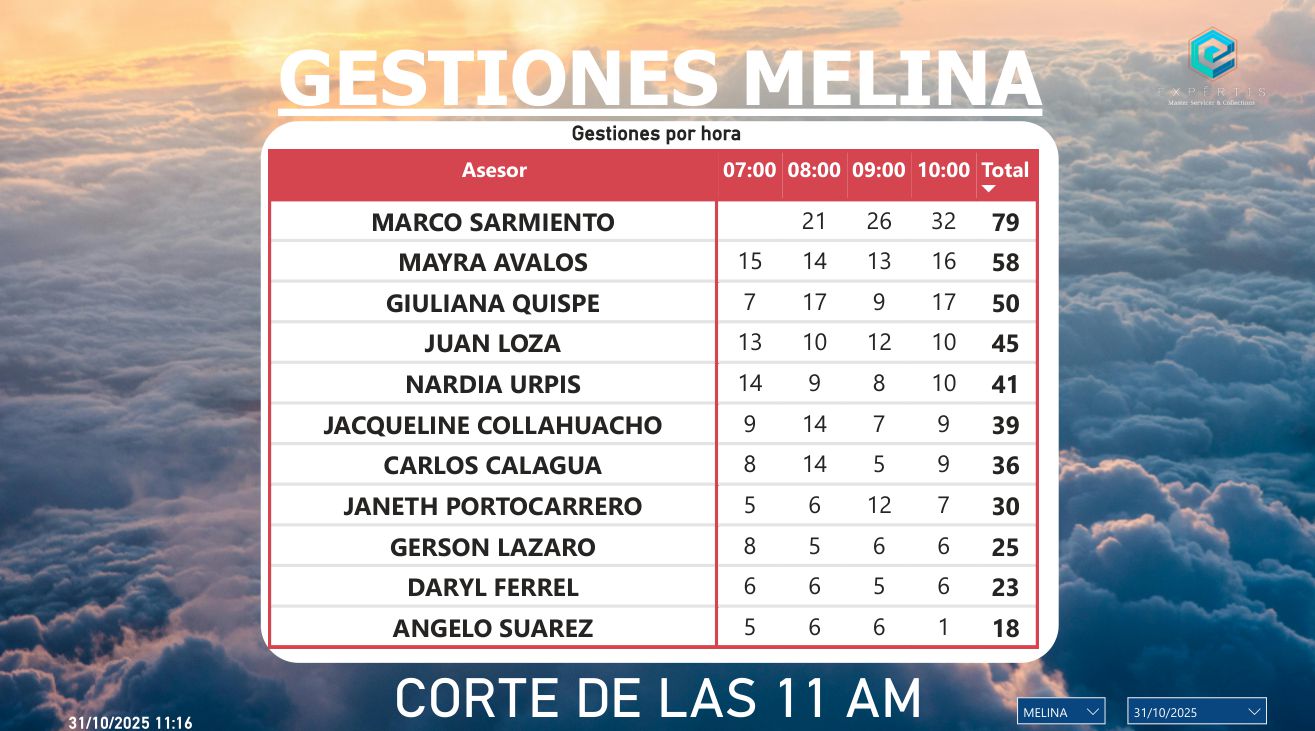 GESTIONES MELINA
EXPERTIS
Master Servicer & Collections
Gestiones por hora
Asesor 07:00 08:00 09:00 10:00 Total
MARCO SARMIENTO 21 26 32 79
MAYRA AVALOS 15 14 13 16 58
GIULIANA QUISPE 7 17 9 17 50
JUAN LOZA 13 10 12 10 45
NARDIA URPIS 14 9 8 10 41
JACQUELINE COLLAHUACHO 9 14 7 9 39
CARLOS CALAGUA 8 14 5 9 36
JANETH PORTOCARRERO 5 6 12 7 30
GERSON LAZARO 8 5 6 6 25
DARYL FERREL 6 6 5 6 23
ANGELO SUAREZ 5 6 6 1 18
CORTE DE LAS 11 AM
31/10/2025 11:16
MELINA
31/10/2025